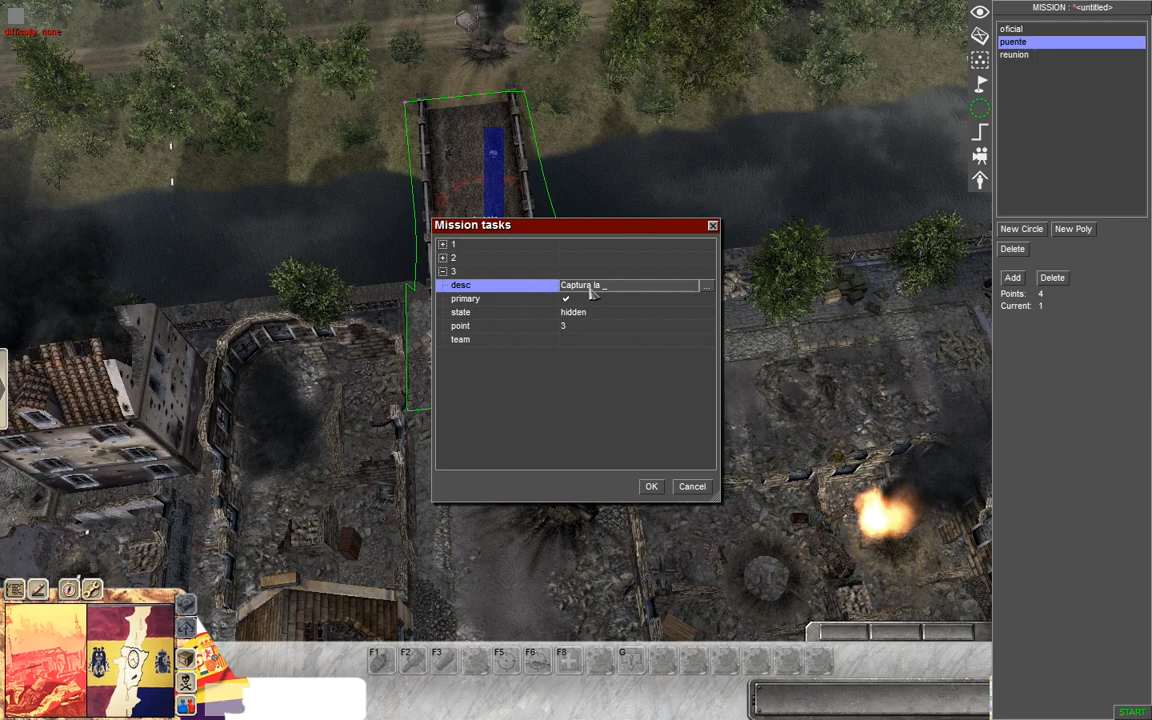 difficulty: none
MISSION : *<untitled>
oficial
puente
reunion
New Circle New Poly
Delete
Add Delete
Points: 4
Current: 1
Mission tasks
1
2
3
desc Captura la _ ...
primary
state hidden
point 3
team
OK Cancel
F1 F2 F3 F5 F6 F8 G
START